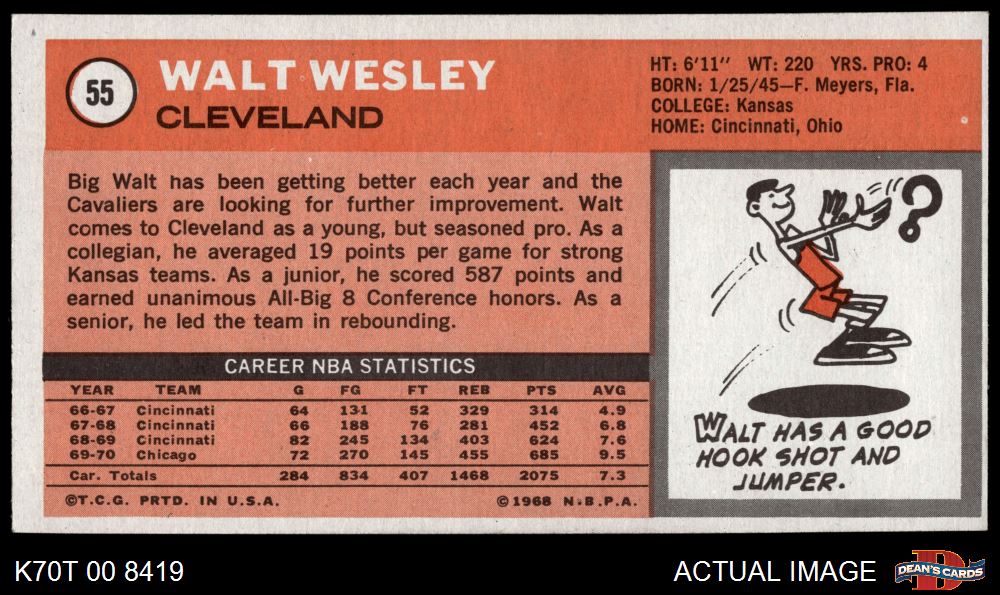 55
WALT WESLEY
CLEVELAND
HT: 6'11" WT: 220 YRS. PRO: 4
BORN: 1/25/45—F. Meyers, Fla.
COLLEGE: Kansas
HOME: Cincinnati, Ohio
Big Walt has been getting better each year and the
Cavaliers are looking for further improvement. Walt
comes to Cleveland as a young, but seasoned pro. As a
collegian, he averaged 19 points per game for strong
Kansas teams. As a junior, he scored 587 points and
earned unanimous All-Big 8 Conference honors. As a
senior, he led the team in rebounding.
?
WALT HAS A GOOD
HOOK SHOT AND
JUMPER.
CAREER NBA STATISTICS
YEAR TEAM G FG FT REB PTS AVG
66-67 Cincinnati 64 131 52 329 314 4.9
67-68 Cincinnati 66 188 76 281 452 6.8
68-69 Cincinnati 82 245 134 403 624 7.6
69-70 Chicago 72 270 145 455 685 9.5
Car. Totals 284 834 407 1468 2075 7.3
©T.C.G. PRTD. IN U.S.A. ©1968 N.B.P.A.
K70T 00 8419
ACTUAL IMAGE
D
DEAN'S CARDS